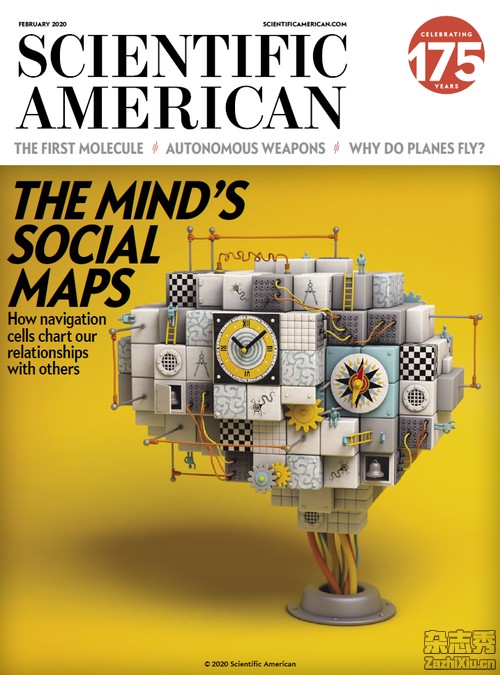 FEBRUARY 2020
SCIENTIFICAMERICAN.COM
SCIENTIFIC
AMERICAN
CELEBRATING
175
YEARS
THE FIRST MOLECULE // AUTONOMOUS WEAPONS // WHY DO PLANES FLY?
THE MIND'S
SOCIAL
MAPS
How navigation
cells chart our
relationships
with others
XII
© 2020 Scientific American
杂志秀
ZaZhiXiu.cn